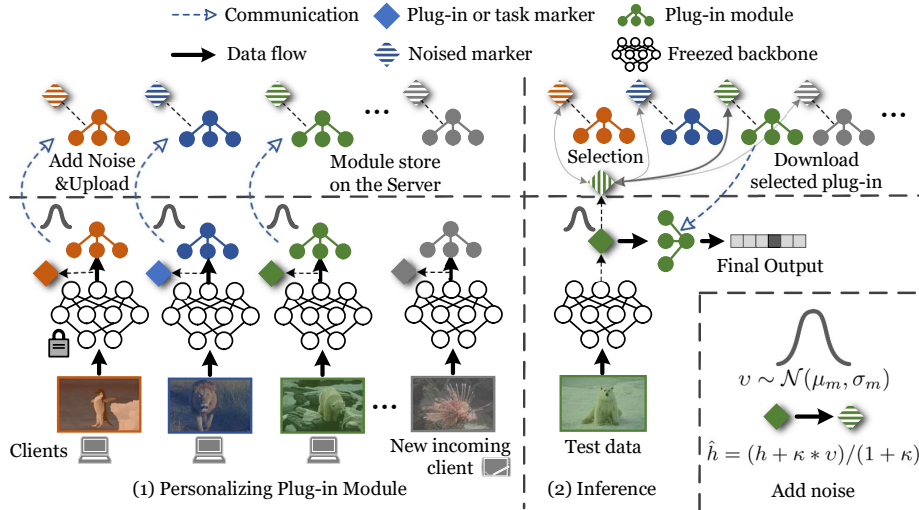 Communication
Plug-in or task marker
Plug-in module
Data flow
Noised marker
Freezed backbone
Add Noise
&Upload
Module store
on the Server
...
Selection
Download
selected plug-in
...
Final Output
υ ∼ N(μₘ, σₘ)
...
Clients
New incoming
client
Test data
ĥ = (h + κ * υ)/(1 + κ)
(1) Personalizing Plug-in Module
(2) Inference
Add noise